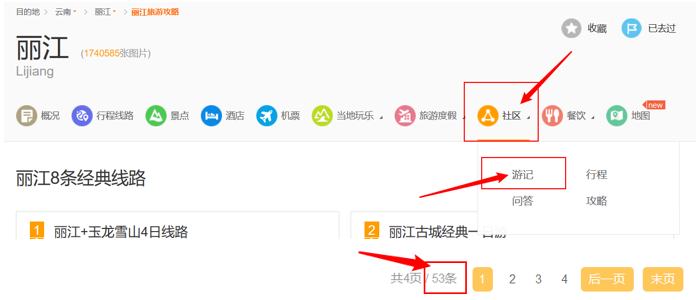 目的地 > 云南 > 丽江 > 丽江旅游攻略
丽江 (1740585张图片)
Lijiang
收藏 已去过
概况 行程线路 景点 酒店 机票 当地玩乐 旅游度假 社区 餐饮 地图 new
游记 行程
问答 攻略
丽江8条经典线路
1 丽江+玉龙雪山4日线路
2 丽江古城经典一日游
共4页 / 53条 1 2 3 4 后一页 末页